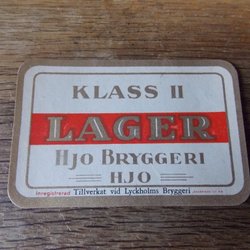 KLASS II
LAGER
HJO BRYGGERI
HJO
Inregistrerad Tillverkat vid Lyckholms Bryggeri